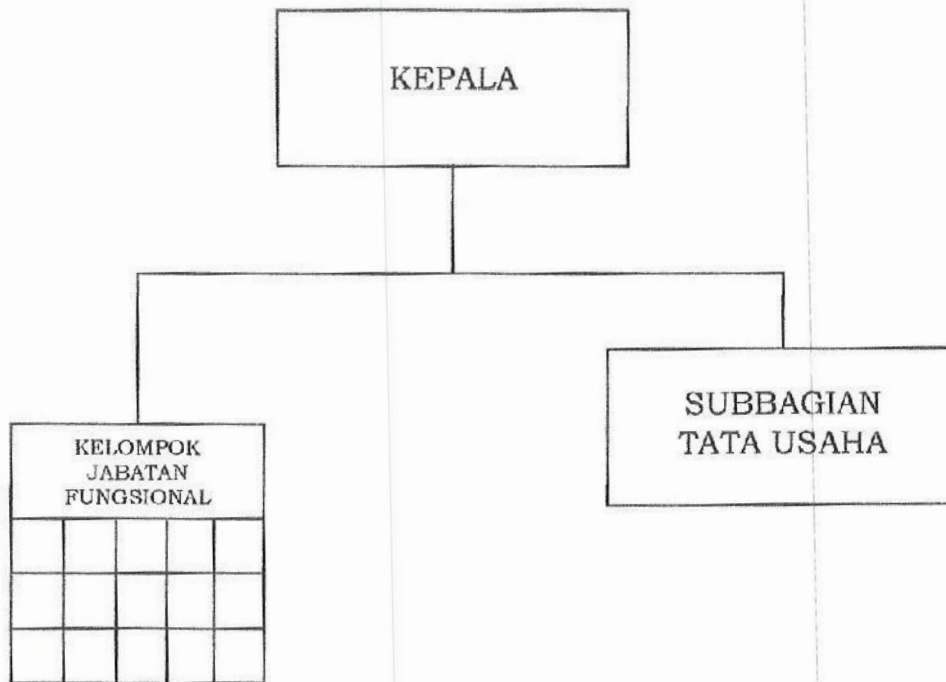 KEPALA
SUBBAGIAN
TATA USAHA
KELOMPOK
JABATAN
FUNGSIONAL